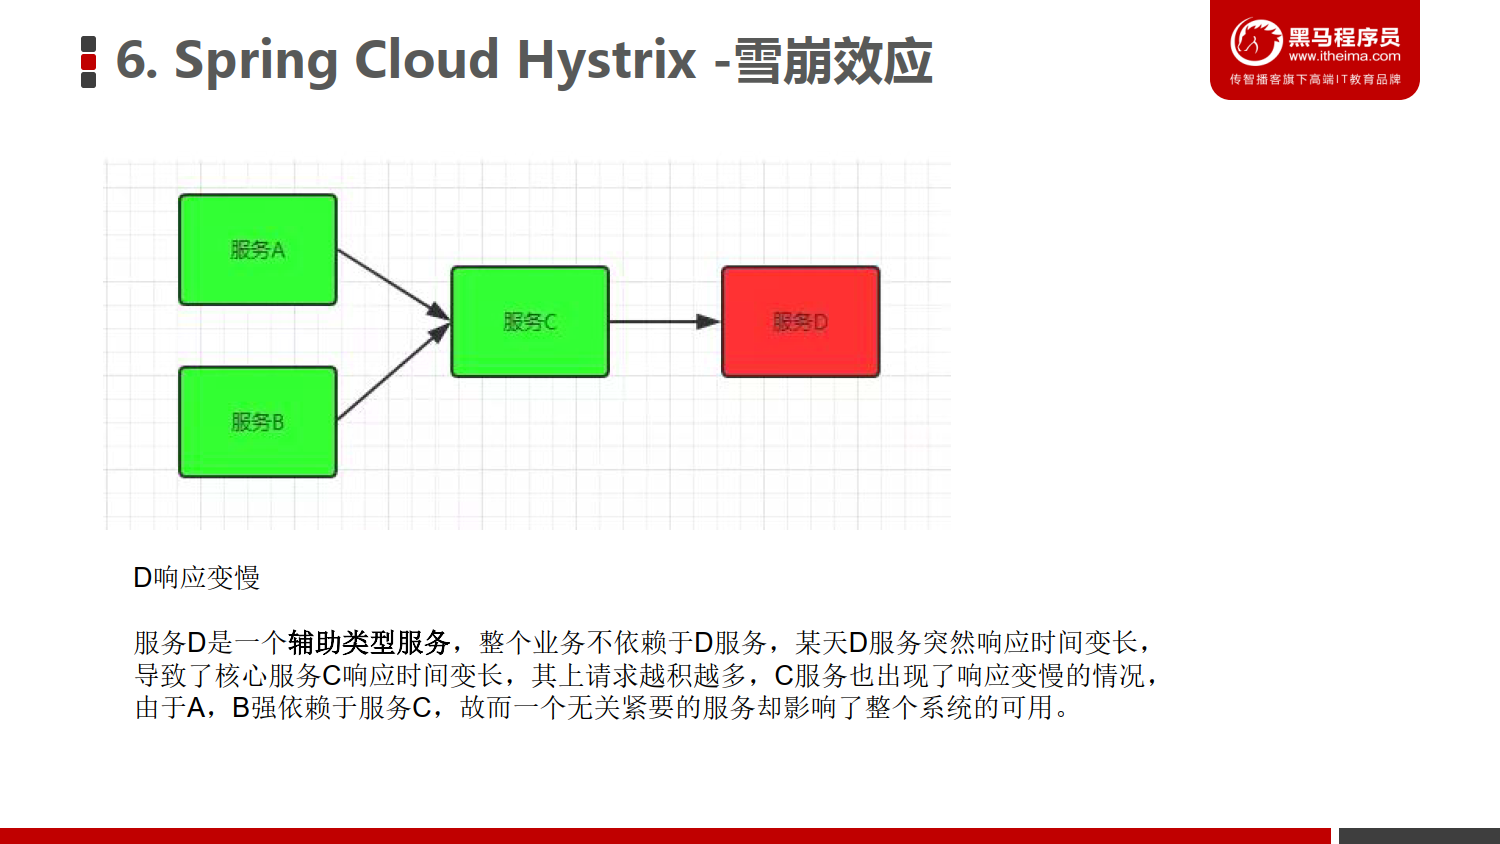 6. Spring Cloud Hystrix -雪崩效应
黑马程序员
www.itheima.com
传智播客旗下高端IT教育品牌
服务A
服务C
服务D
服务B
D响应变慢
服务D是一个辅助类型服务，整个业务不依赖于D服务，某天D服务突然响应时间变长，
导致了核心服务C响应时间变长，其上请求越积越多，C服务也出现了响应变慢的情况，
由于A，B强依赖于服务C，故而一个无关紧要的服务却影响了整个系统的可用。